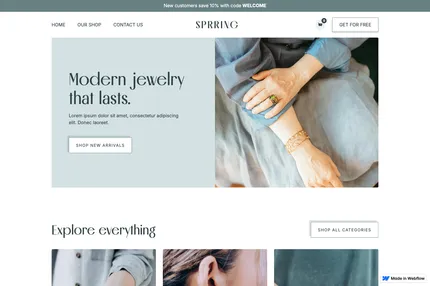 New customers save 10% with code WELCOME
HOME OUR SHOP CONTACT US SPRRING 0 GET FOR FREE
Modern jewelry
that lasts.
Lorem ipsum dolor sit amet, consectetur adipiscing
elit. Donec laoreet.
SHOP NEW ARRIVALS
Explore everything
SHOP ALL CATEGORIES
Made in Webflow